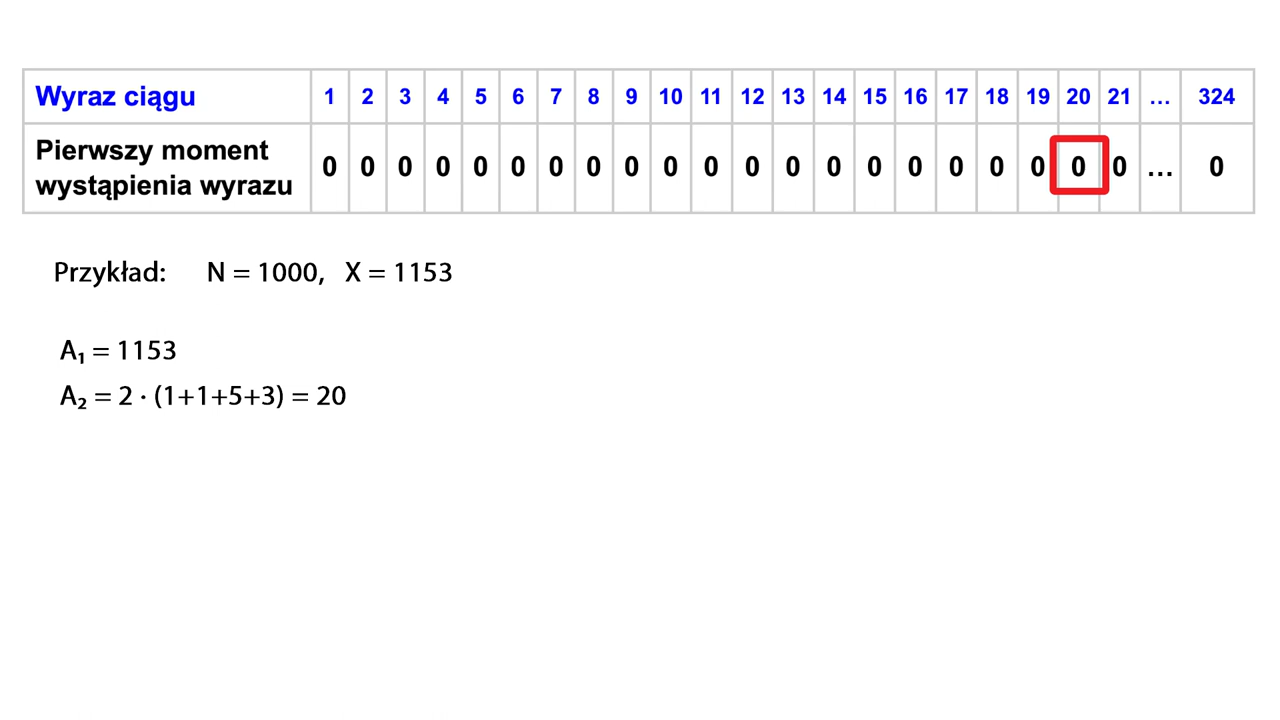 Wyraz ciągu 1 2 3 4 5 6 7 8 9 10 11 12 13 14 15 16 17 18 19 20 21 ... 324
Pierwszy moment
wystąpienia wyrazu 0 0 0 0 0 0 0 0 0 0 0 0 0 0 0 0 0 0 0 0 0 ... 0
Przykład: N = 1000, X = 1153
A₁ = 1153
A₂ = 2 · (1+1+5+3) = 20